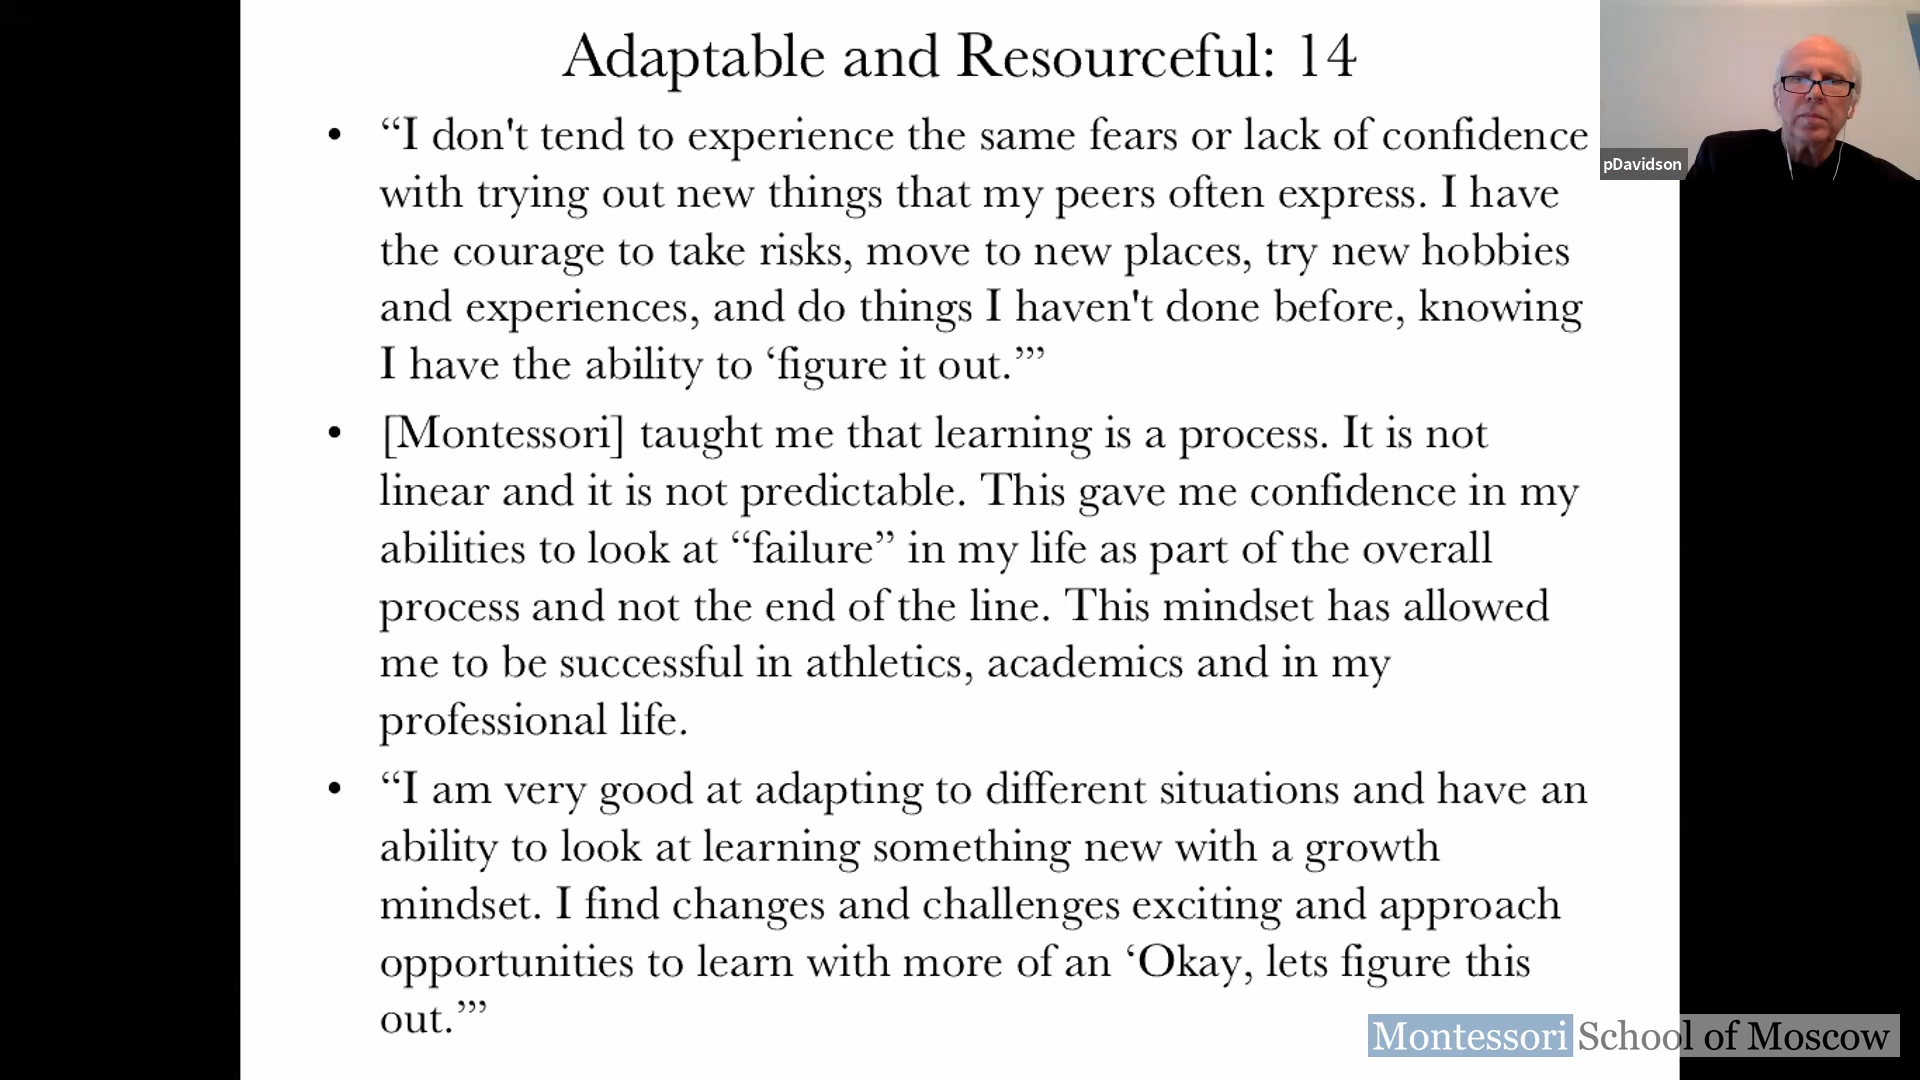 Adaptable and Resourceful: 14
• “I don't tend to experience the same fears or lack of confidence
with trying out new things that my peers often express. I have
the courage to take risks, move to new places, try new hobbies
and experiences, and do things I haven't done before, knowing
I have the ability to ‘figure it out.’”
• [Montessori] taught me that learning is a process. It is not
linear and it is not predictable. This gave me confidence in my
abilities to look at “failure” in my life as part of the overall
process and not the end of the line. This mindset has allowed
me to be successful in athletics, academics and in my
professional life.
• “I am very good at adapting to different situations and have an
ability to look at learning something new with a growth
mindset. I find changes and challenges exciting and approach
opportunities to learn with more of an ‘Okay, lets figure this
out.’”
pDavidson
Montessori School of Moscow